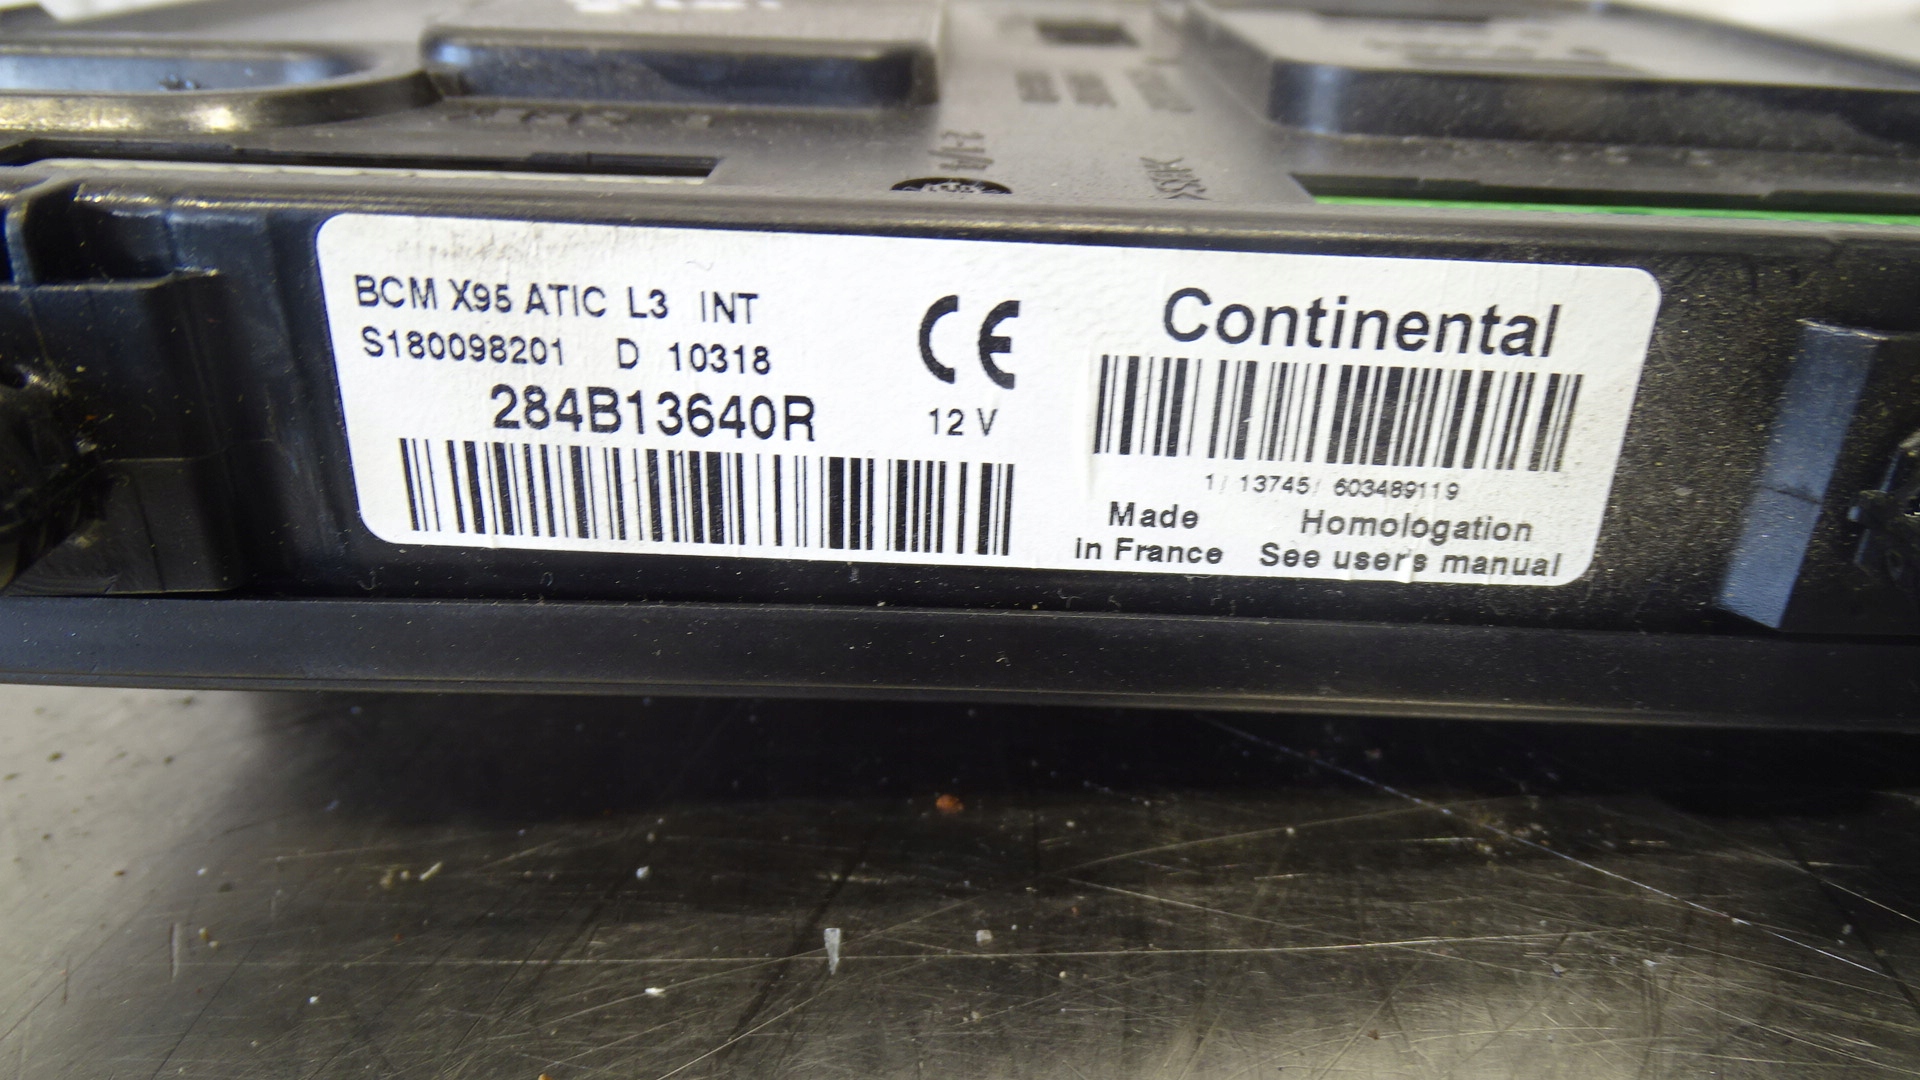 BCM X95 ATIC L3 INT
S180098201 D 10318
284B13640R
CE
12 V
Continental
1/ 13745/ 603489119
Made
in France
Homologation
See user's manual